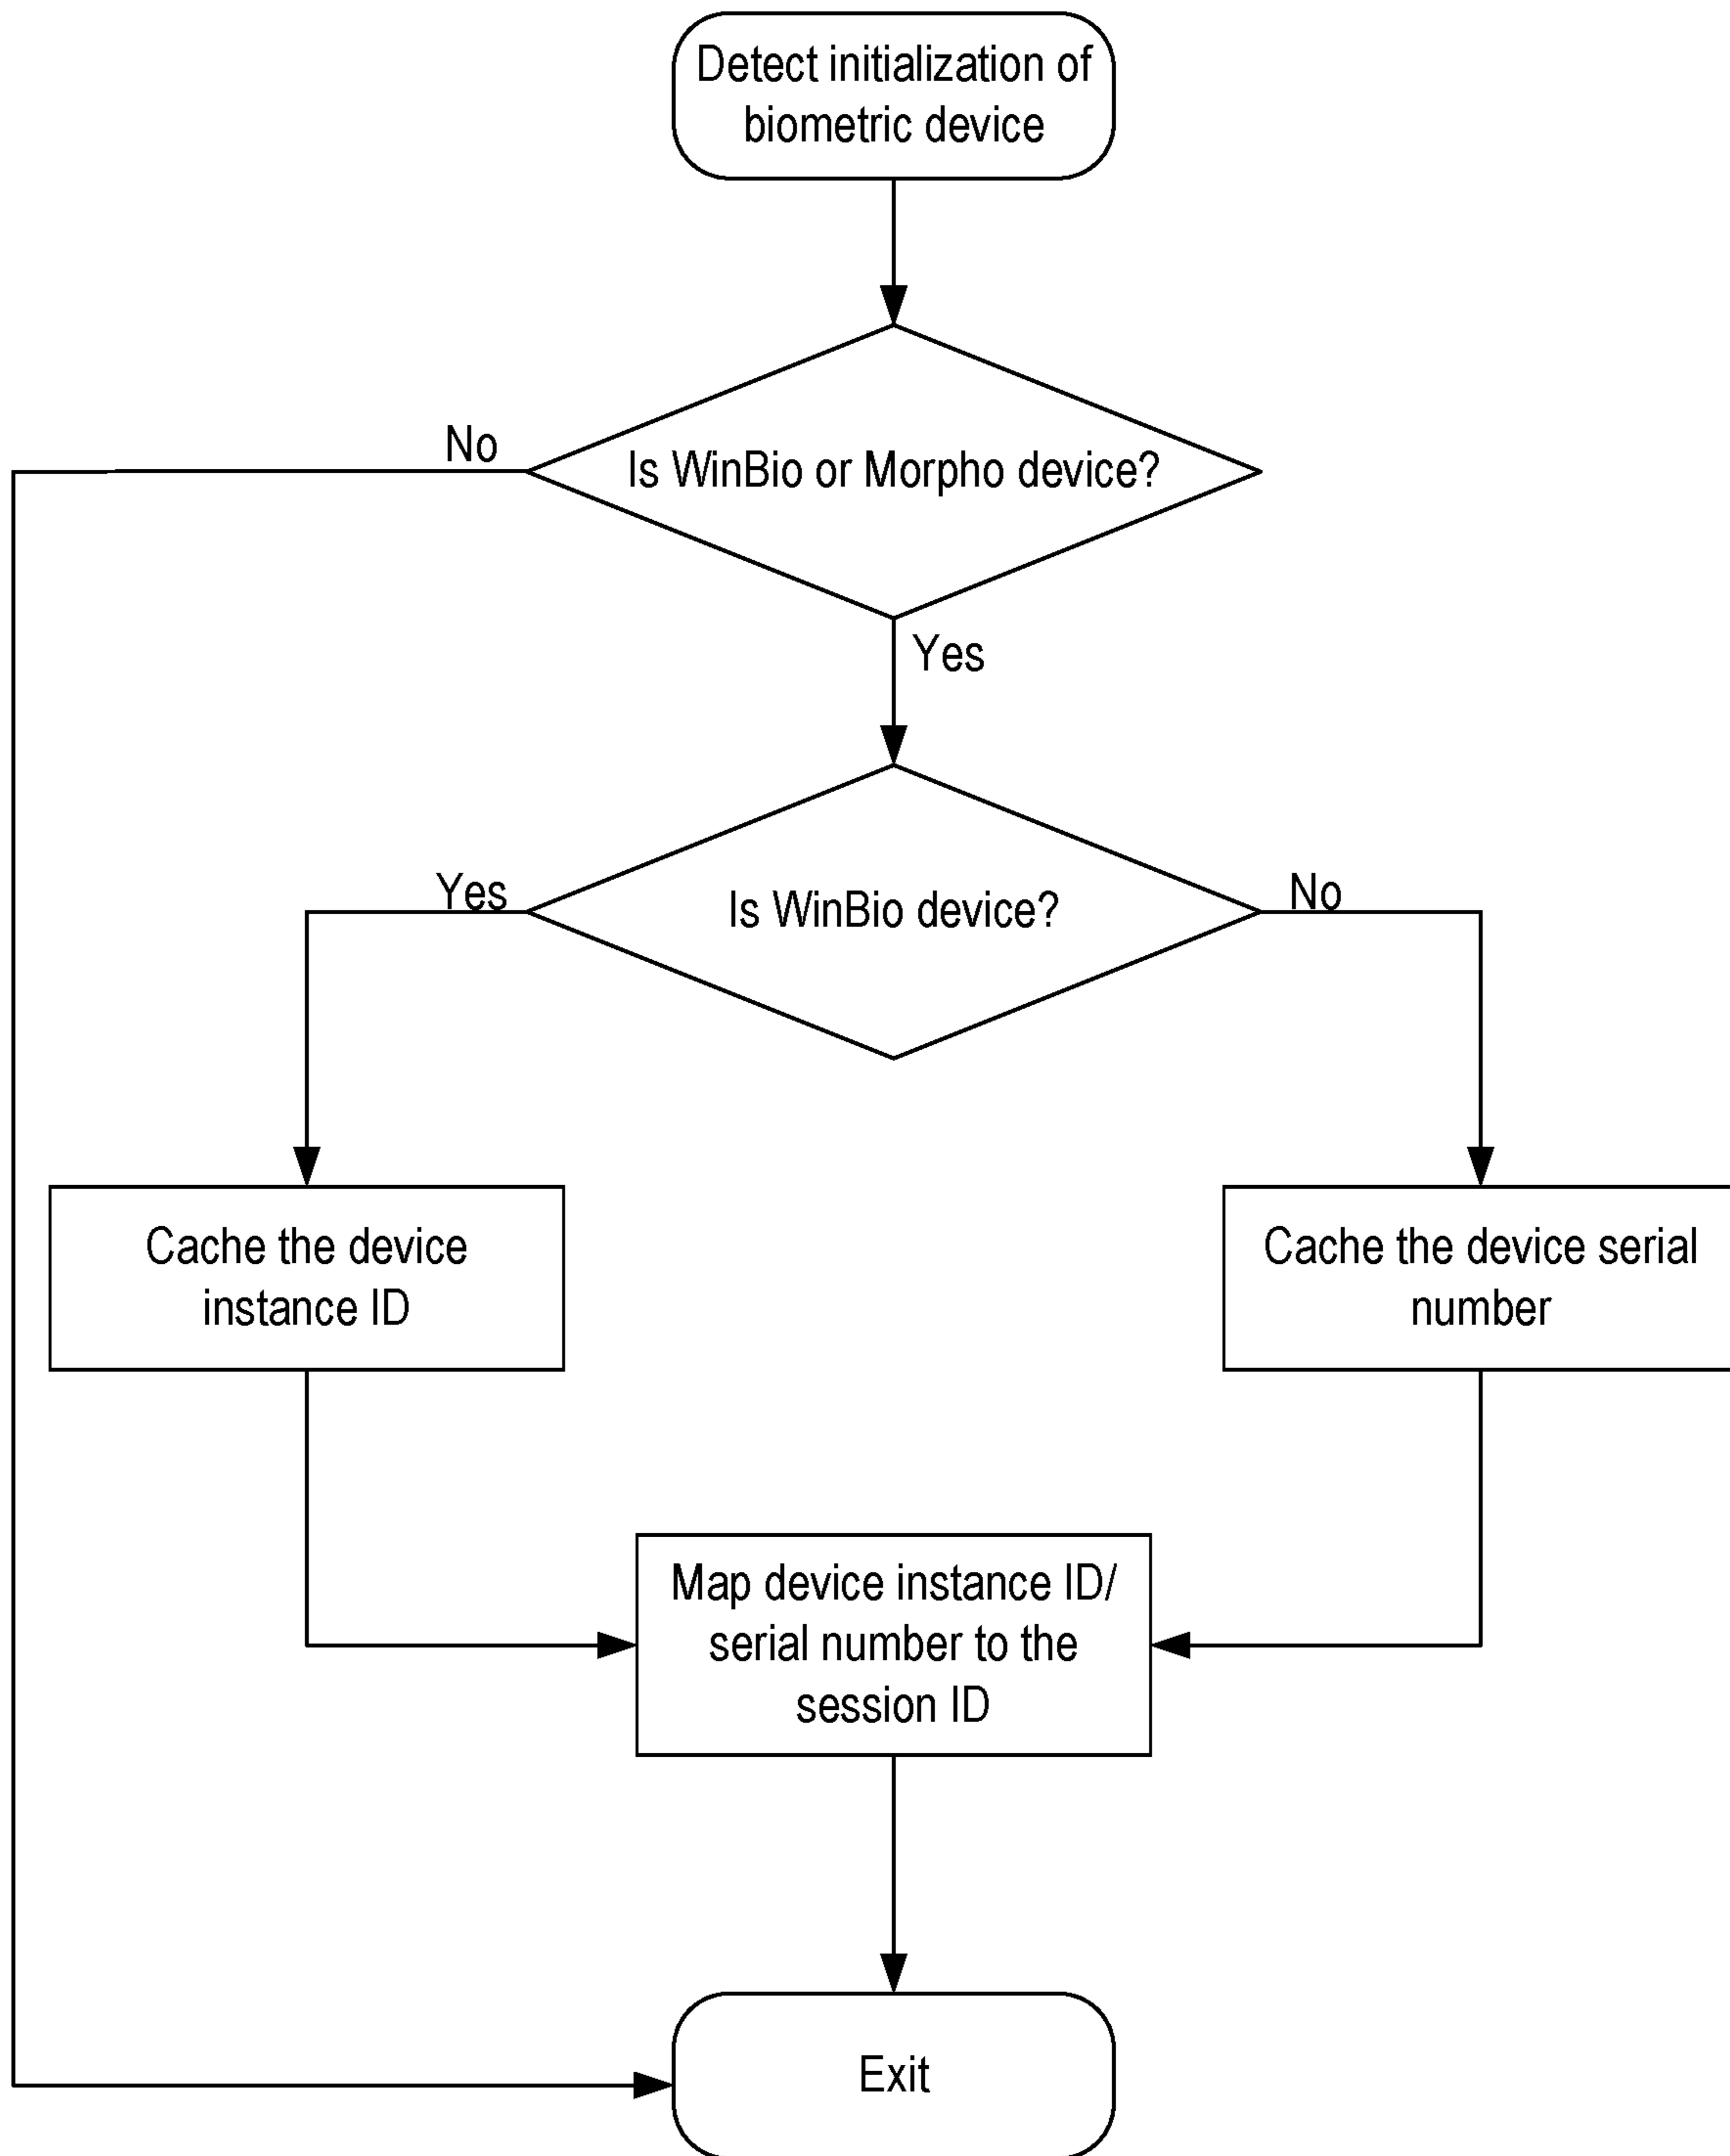 Detect initialization of
biometric device
No
Is WinBio or Morpho device?
Yes
Yes
Is WinBio device?
No
Cache the device
instance ID
Cache the device serial
number
Map device instance ID/
serial number to the
session ID
Exit